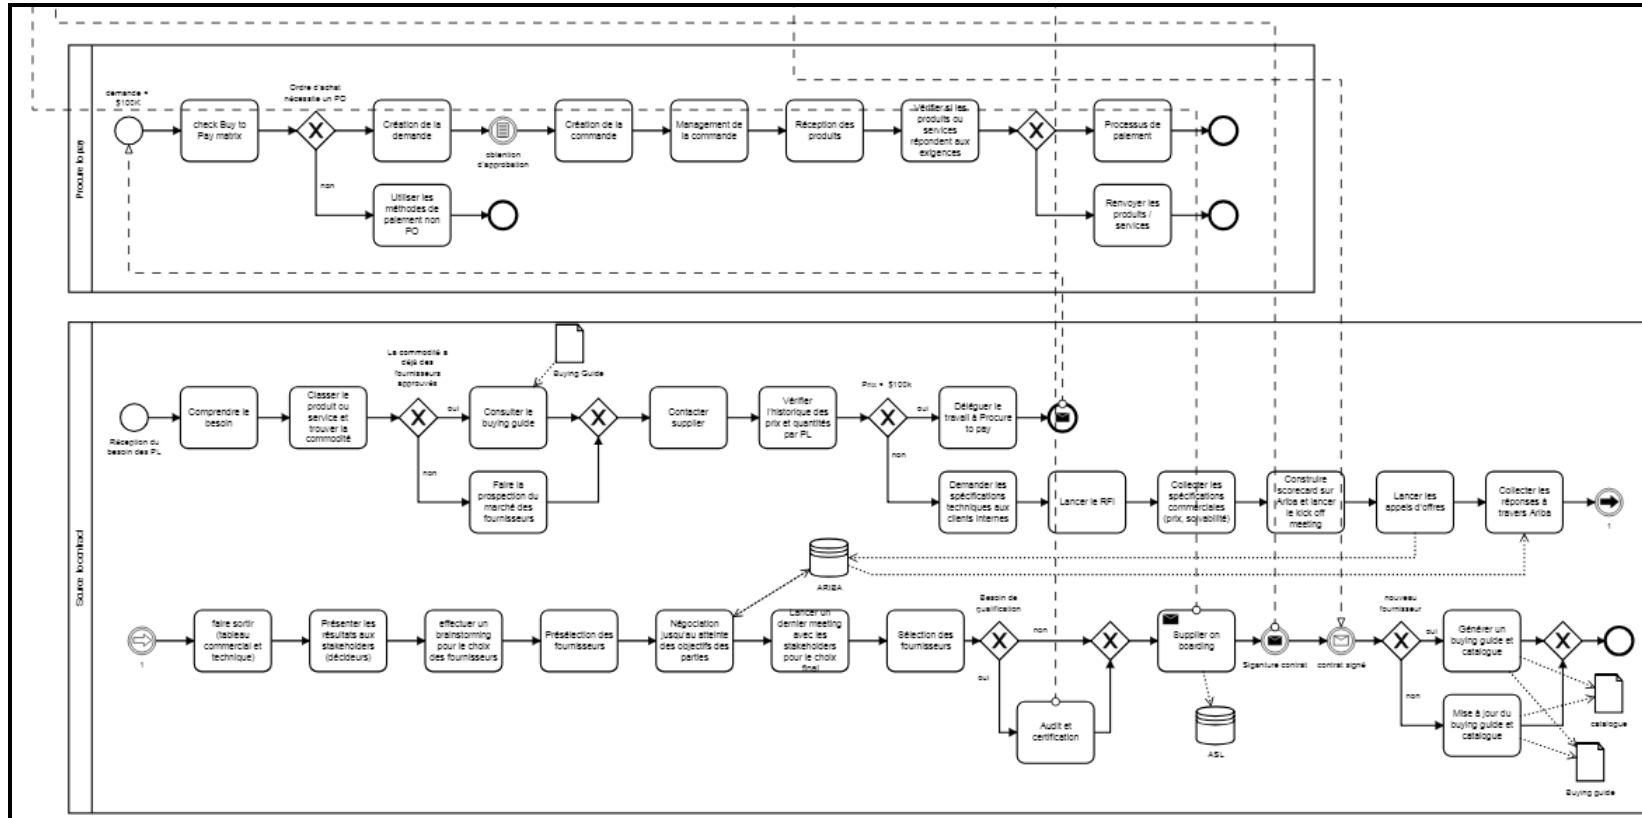 Procure to pay
demande <
$100K
check Buy to
Pay matrix
Ordre d'achat
nécessite un PO
non
Création de la
demande
obtention
d'approbation
Création de la
commande
Management de
la commande
Réception des
produits
Vérifier si les
produits ou
services
répondent aux
exigences
Processus de
paiement
Utiliser les
méthodes de
paiement non
PO
Renvoyer les
produits /
services
Source to contract
Réception du
besoin des PL
Comprendre le
besoin
Classer le
produit ou
service et
trouver la
commodité
La commodité a
déjà des
fournisseurs
approuvés
oui
non
Buying Guide
Consulter le
buying guide
Faire la
prospection du
marché des
fournisseurs
Contacter
supplier
Vérifier
l'historique des
prix et quantités
par PL
Prix < $100k
oui
non
Déléguer le
travail à Procure
to pay
Demander les
spécifications
techniques aux
clients internes
Lancer le RFI
Collecter les
spécifications
commerciales
(prix, solvabilité)
Construire
scorecard sur
Ariba et lancer
le kick off
meeting
Lancer les
appels d'offres
Collecter les
réponses à
travers Ariba
1
ARIBA
1
faire sortir
(tableau
commercial et
technique)
Présenter les
résultats aux
stakeholders
(décideurs)
effectuer un
brainstorming
pour le choix
des fournisseurs
Présélection des
fournisseurs
Négociation
jusqu'au atteinte
des objectifs des
parties
Lancer un
dernier meeting
avec les
stakeholders
pour le choix
final
Sélection des
fournisseurs
Besoin de
qualification
non
oui
Audit et
certification
Supplier on
boarding
ASL
Siganture contrat
contrat signé
nouveau
fournisseur
oui
non
Générer un
buying guide et
catalogue
Mise à jour du
buying guide et
catalogue
catalogue
Buying guide